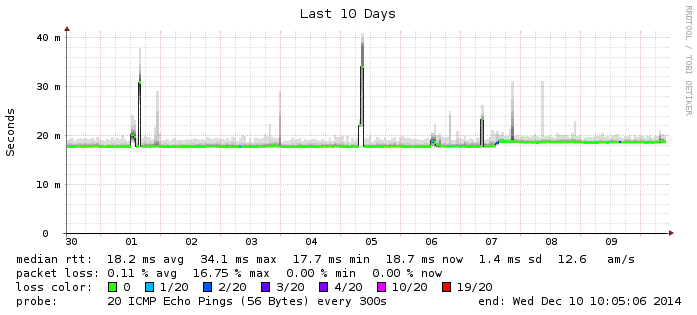 Last 10 Days
RRDTOOL / TOBI OETIKER
Seconds
40 m
30 m
20 m
10 m
0
30 01 02 03 04 05 06 07 08 09
median rtt: 18.2 ms avg 34.1 ms max 17.7 ms min 18.7 ms now 1.4 ms sd 12.6 am/s
packet loss: 0.11 % avg 16.75 % max 0.00 % min 0.00 % now
loss color: 0 1/20 2/20 3/20 4/20 10/20 19/20
probe: 20 ICMP Echo Pings (56 Bytes) every 300s end: Wed Dec 10 10:05:06 2014